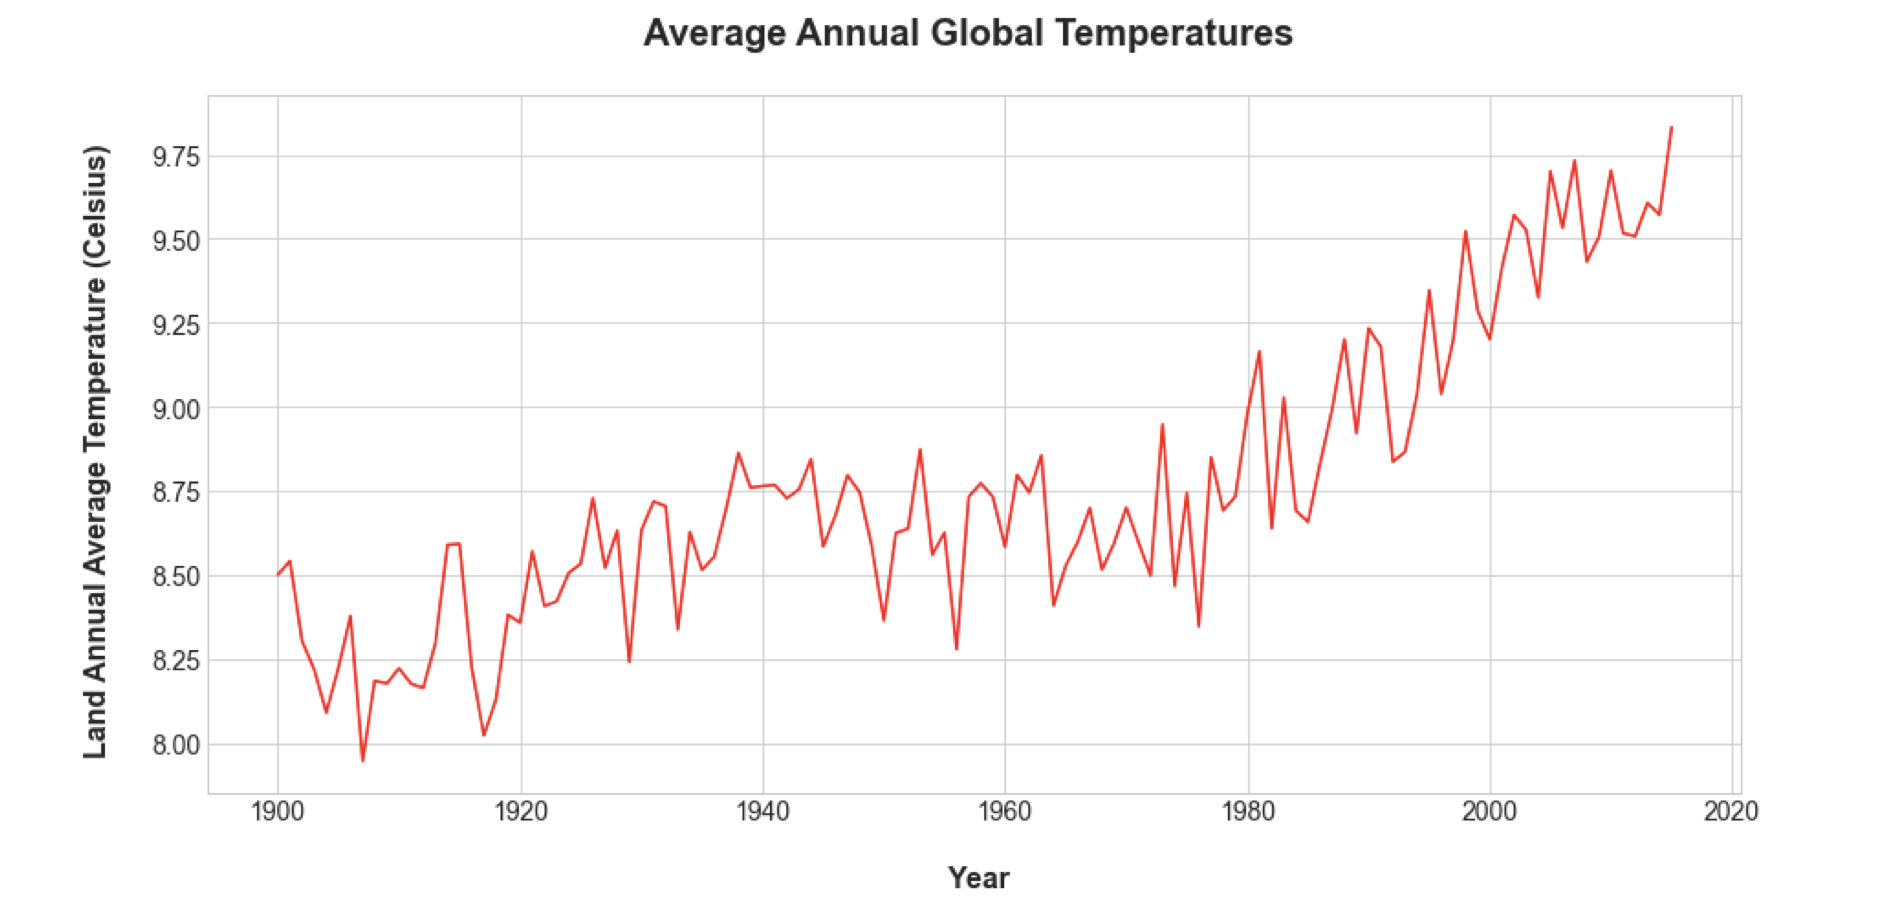 Average Annual Global Temperatures
Land Annual Average Temperature (Celsius)
9.75
9.50
9.25
9.00
8.75
8.50
8.25
8.00
1900 1920 1940 1960 1980 2000 2020
Year